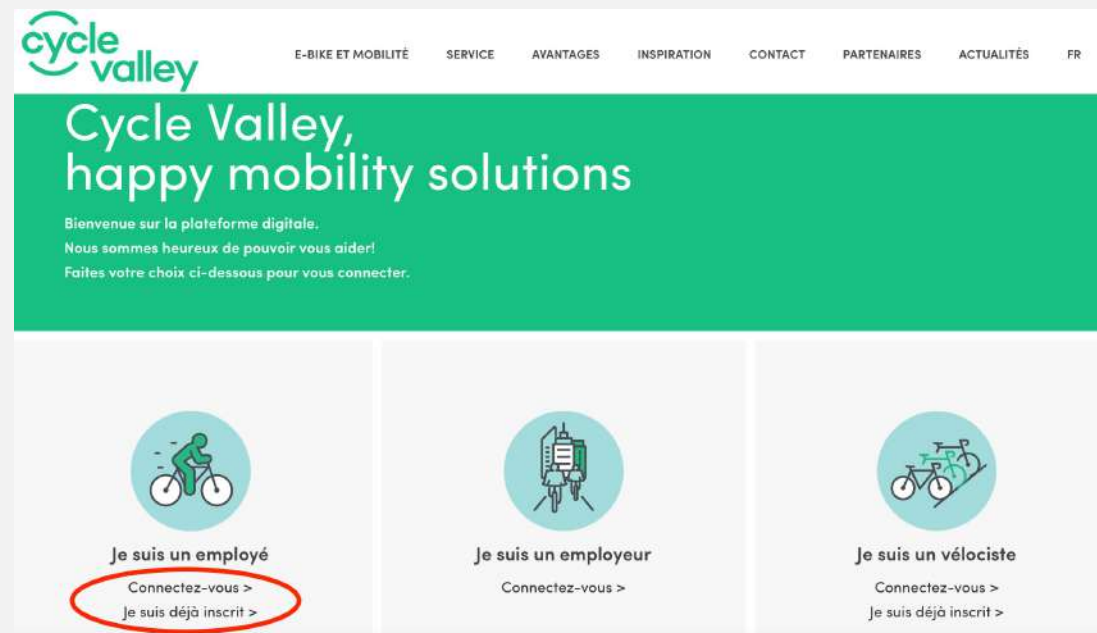 cycle
valley
E-BIKE ET MOBILITÉ SERVICE AVANTAGES INSPIRATION CONTACT PARTENAIRES ACTUALITÉS FR
Cycle Valley,
happy mobility solutions
Bienvenue sur la plateforme digitale.
Nous sommes heureux de pouvoir vous aider!
Faites votre choix ci-dessous pour vous connecter.
Je suis un employé
Connectez-vous >
Je suis déjà inscrit >
Je suis un employeur
Connectez-vous >
Je suis un vélociste
Connectez-vous >
Je suis déjà inscrit >